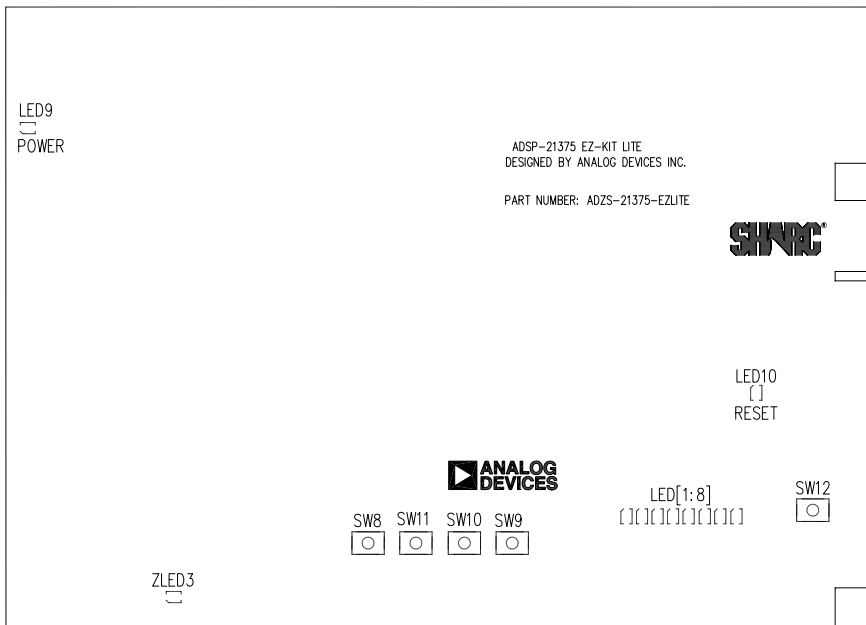 LED9
POWER
ADSP-21375 EZ-KIT LITE
DESIGNED BY ANALOG DEVICES INC.
PART NUMBER: ADZS-21375-EZLITE
SHARC®
LED10
RESET
ANALOG
DEVICES
LED[1:8]
SW12
SW8 SW11 SW10 SW9
ZLED3